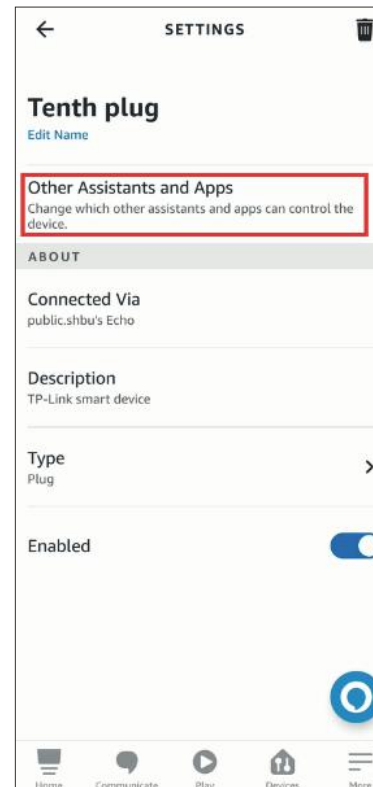 SETTINGS
Tenth plug
Edit Name
Other Assistants and Apps
Change which other assistants and apps can control the
device.
ABOUT
Connected Via
public.shbu's Echo
Description
TP-Link smart device
Type
Plug
Enabled
Home Communicate Play Devices More